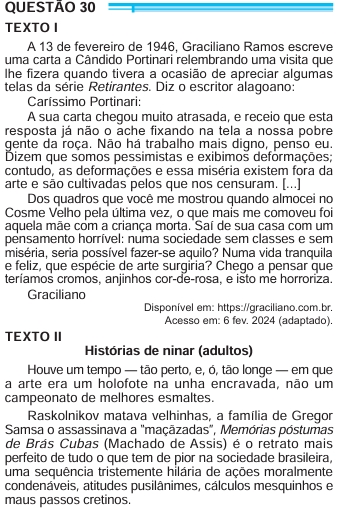 QUESTÃO 30
TEXTO I
A 13 de fevereiro de 1946, Graciliano Ramos escreve
uma carta a Cândido Portinari relembrando uma visita que
lhe fizera quando tivera a ocasião de apreciar algumas
telas da série Retirantes. Diz o escritor alagoano:
Caríssimo Portinari:
A sua carta chegou muito atrasada, e receio que esta
resposta já não o ache fixando na tela a nossa pobre
gente da roça. Não há trabalho mais digno, penso eu.
Dizem que somos pessimistas e exibimos deformações;
contudo, as deformações e essa miséria existem fora da
arte e são cultivadas pelos que nos censuram. [...]
Dos quadros que você me mostrou quando almocei no
Cosme Velho pela última vez, o que mais me comoveu foi
aquela mãe com a criança morta. Saí de sua casa com um
pensamento horrível: numa sociedade sem classes e sem
miséria, seria possível fazer-se aquilo? Numa vida tranquila
e feliz, que espécie de arte surgiria? Chego a pensar que
teríamos cromos, anjinhos cor-de-rosa, e isto me horroriza.
Graciliano
Disponível em: https://graciliano.com.br.
Acesso em: 6 fev. 2024 (adaptado).
TEXTO II
Histórias de ninar (adultos)
Houve um tempo — tão perto, e, ó, tão longe — em que
a arte era um holofote na unha encravada, não um
campeonato de melhores esmaltes.
Raskolnikov matava velhinhas, a família de Gregor
Samsa o assassinava a "maçãzadas", Memórias póstumas
de Brás Cubas (Machado de Assis) é o retrato mais
perfeito de tudo o que tem de pior na sociedade brasileira,
uma sequência tristemente hilária de ações moralmente
condenáveis, atitudes pusilânimes, cálculos mesquinhos e
maus passos cretinos.